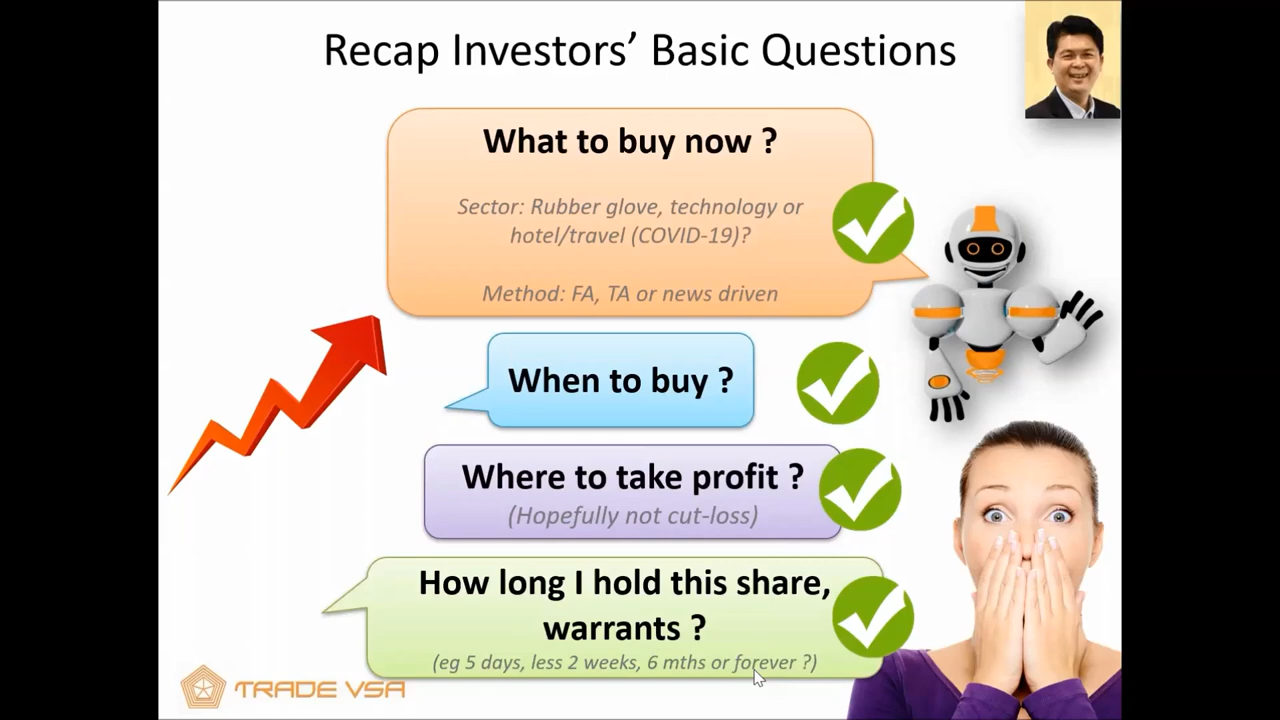 Recap Investors’ Basic Questions
What to buy now ?
Sector: Rubber glove, technology or
hotel/travel (COVID-19)?
Method: FA, TA or news driven
When to buy ?
Where to take profit ?
(Hopefully not cut-loss)
How long I hold this share,
warrants ?
(eg 5 days, less 2 weeks, 6 mths or forever ?)
TRADE VSA